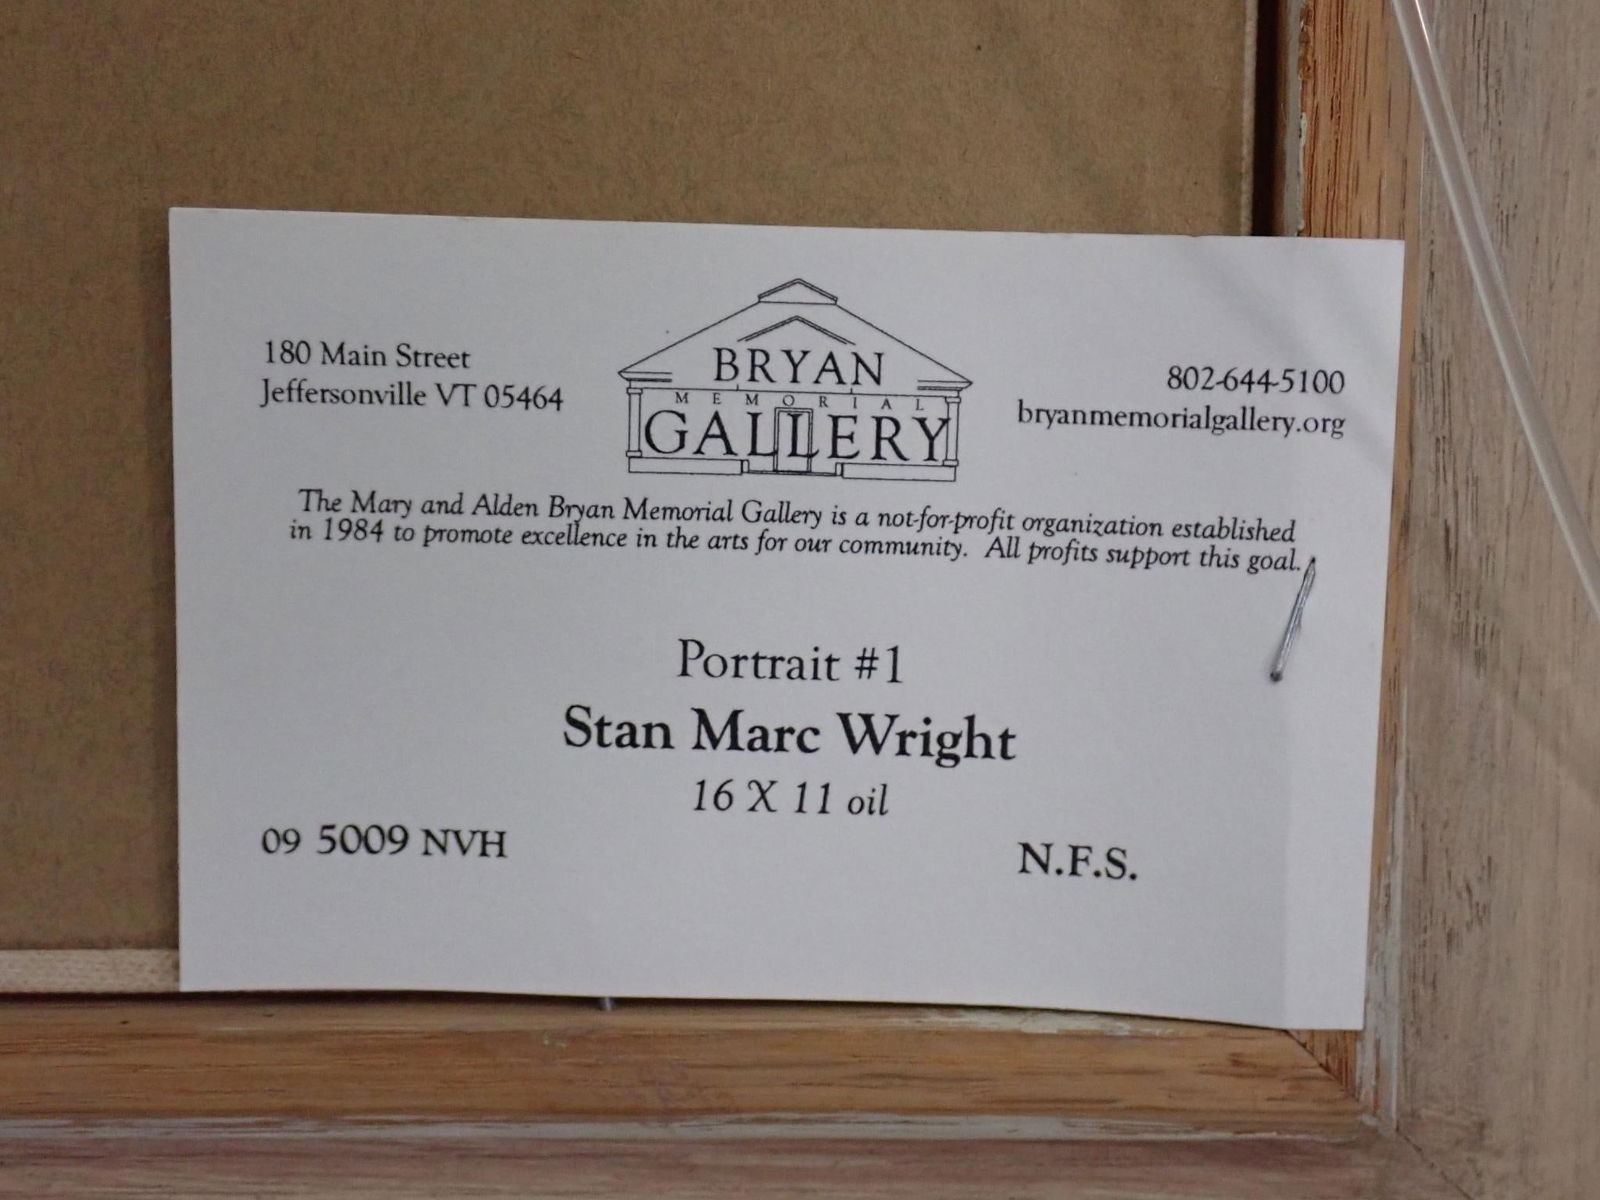 180 Main Street
Jeffersonville VT 05464
BRYAN
MEMORIAL
GALLERY
802-644-5100
bryanmemorialgallery.org
The Mary and Alden Bryan Memorial Gallery is a not-for-profit organization established
in 1984 to promote excellence in the arts for our community. All profits support this goal.
Portrait #1
Stan Marc Wright
16 X 11 oil
09 5009 NVH
N.F.S.